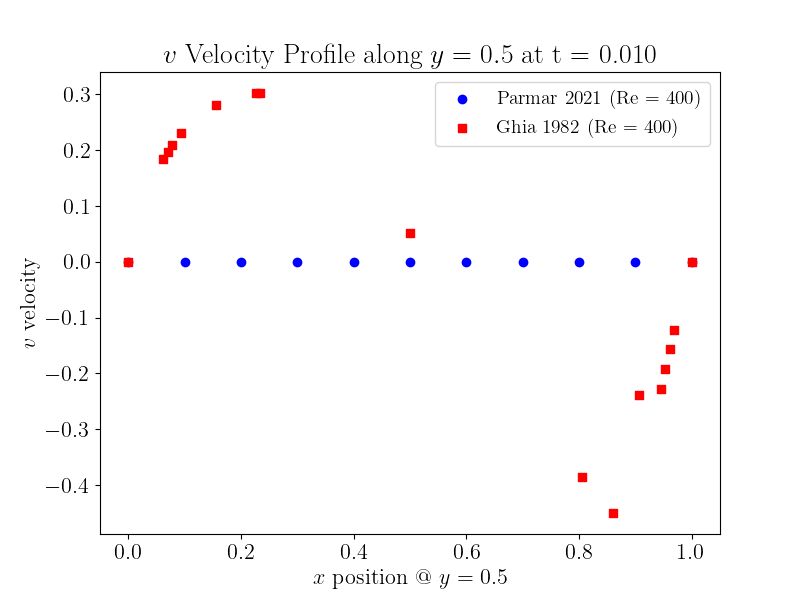 v Velocity Profile along y = 0.5 at t = 0.010
Parmar 2021 (Re = 400)
Ghia 1982 (Re = 400)
v velocity
0.3
0.2
0.1
0.0
−0.1
−0.2
−0.3
−0.4
0.0 0.2 0.4 0.6 0.8 1.0
x position @ y = 0.5